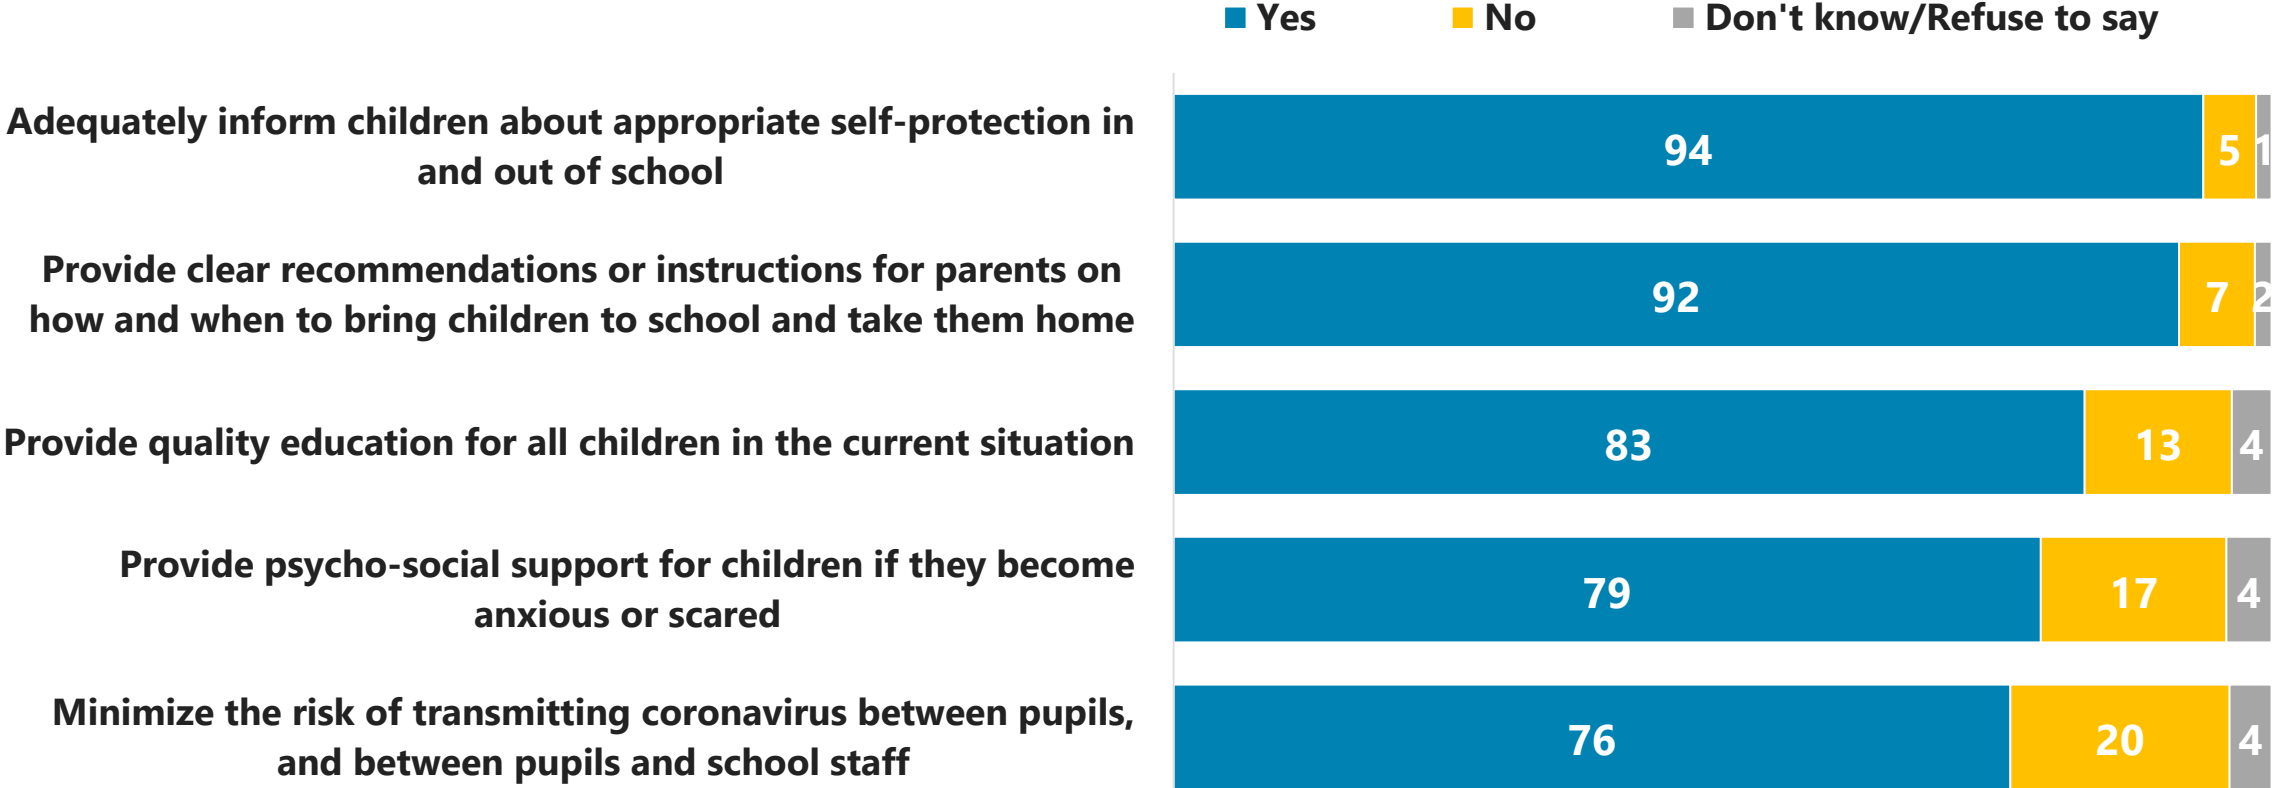 Yes No Don't know/Refuse to say
Adequately inform children about appropriate self-protection in
and out of school
94 5 1
Provide clear recommendations or instructions for parents on
how and when to bring children to school and take them home
92 7 2
Provide quality education for all children in the current situation
83 13 4
Provide psycho-social support for children if they become
anxious or scared
79 17 4
Minimize the risk of transmitting coronavirus between pupils,
and between pupils and school staff
76 20 4